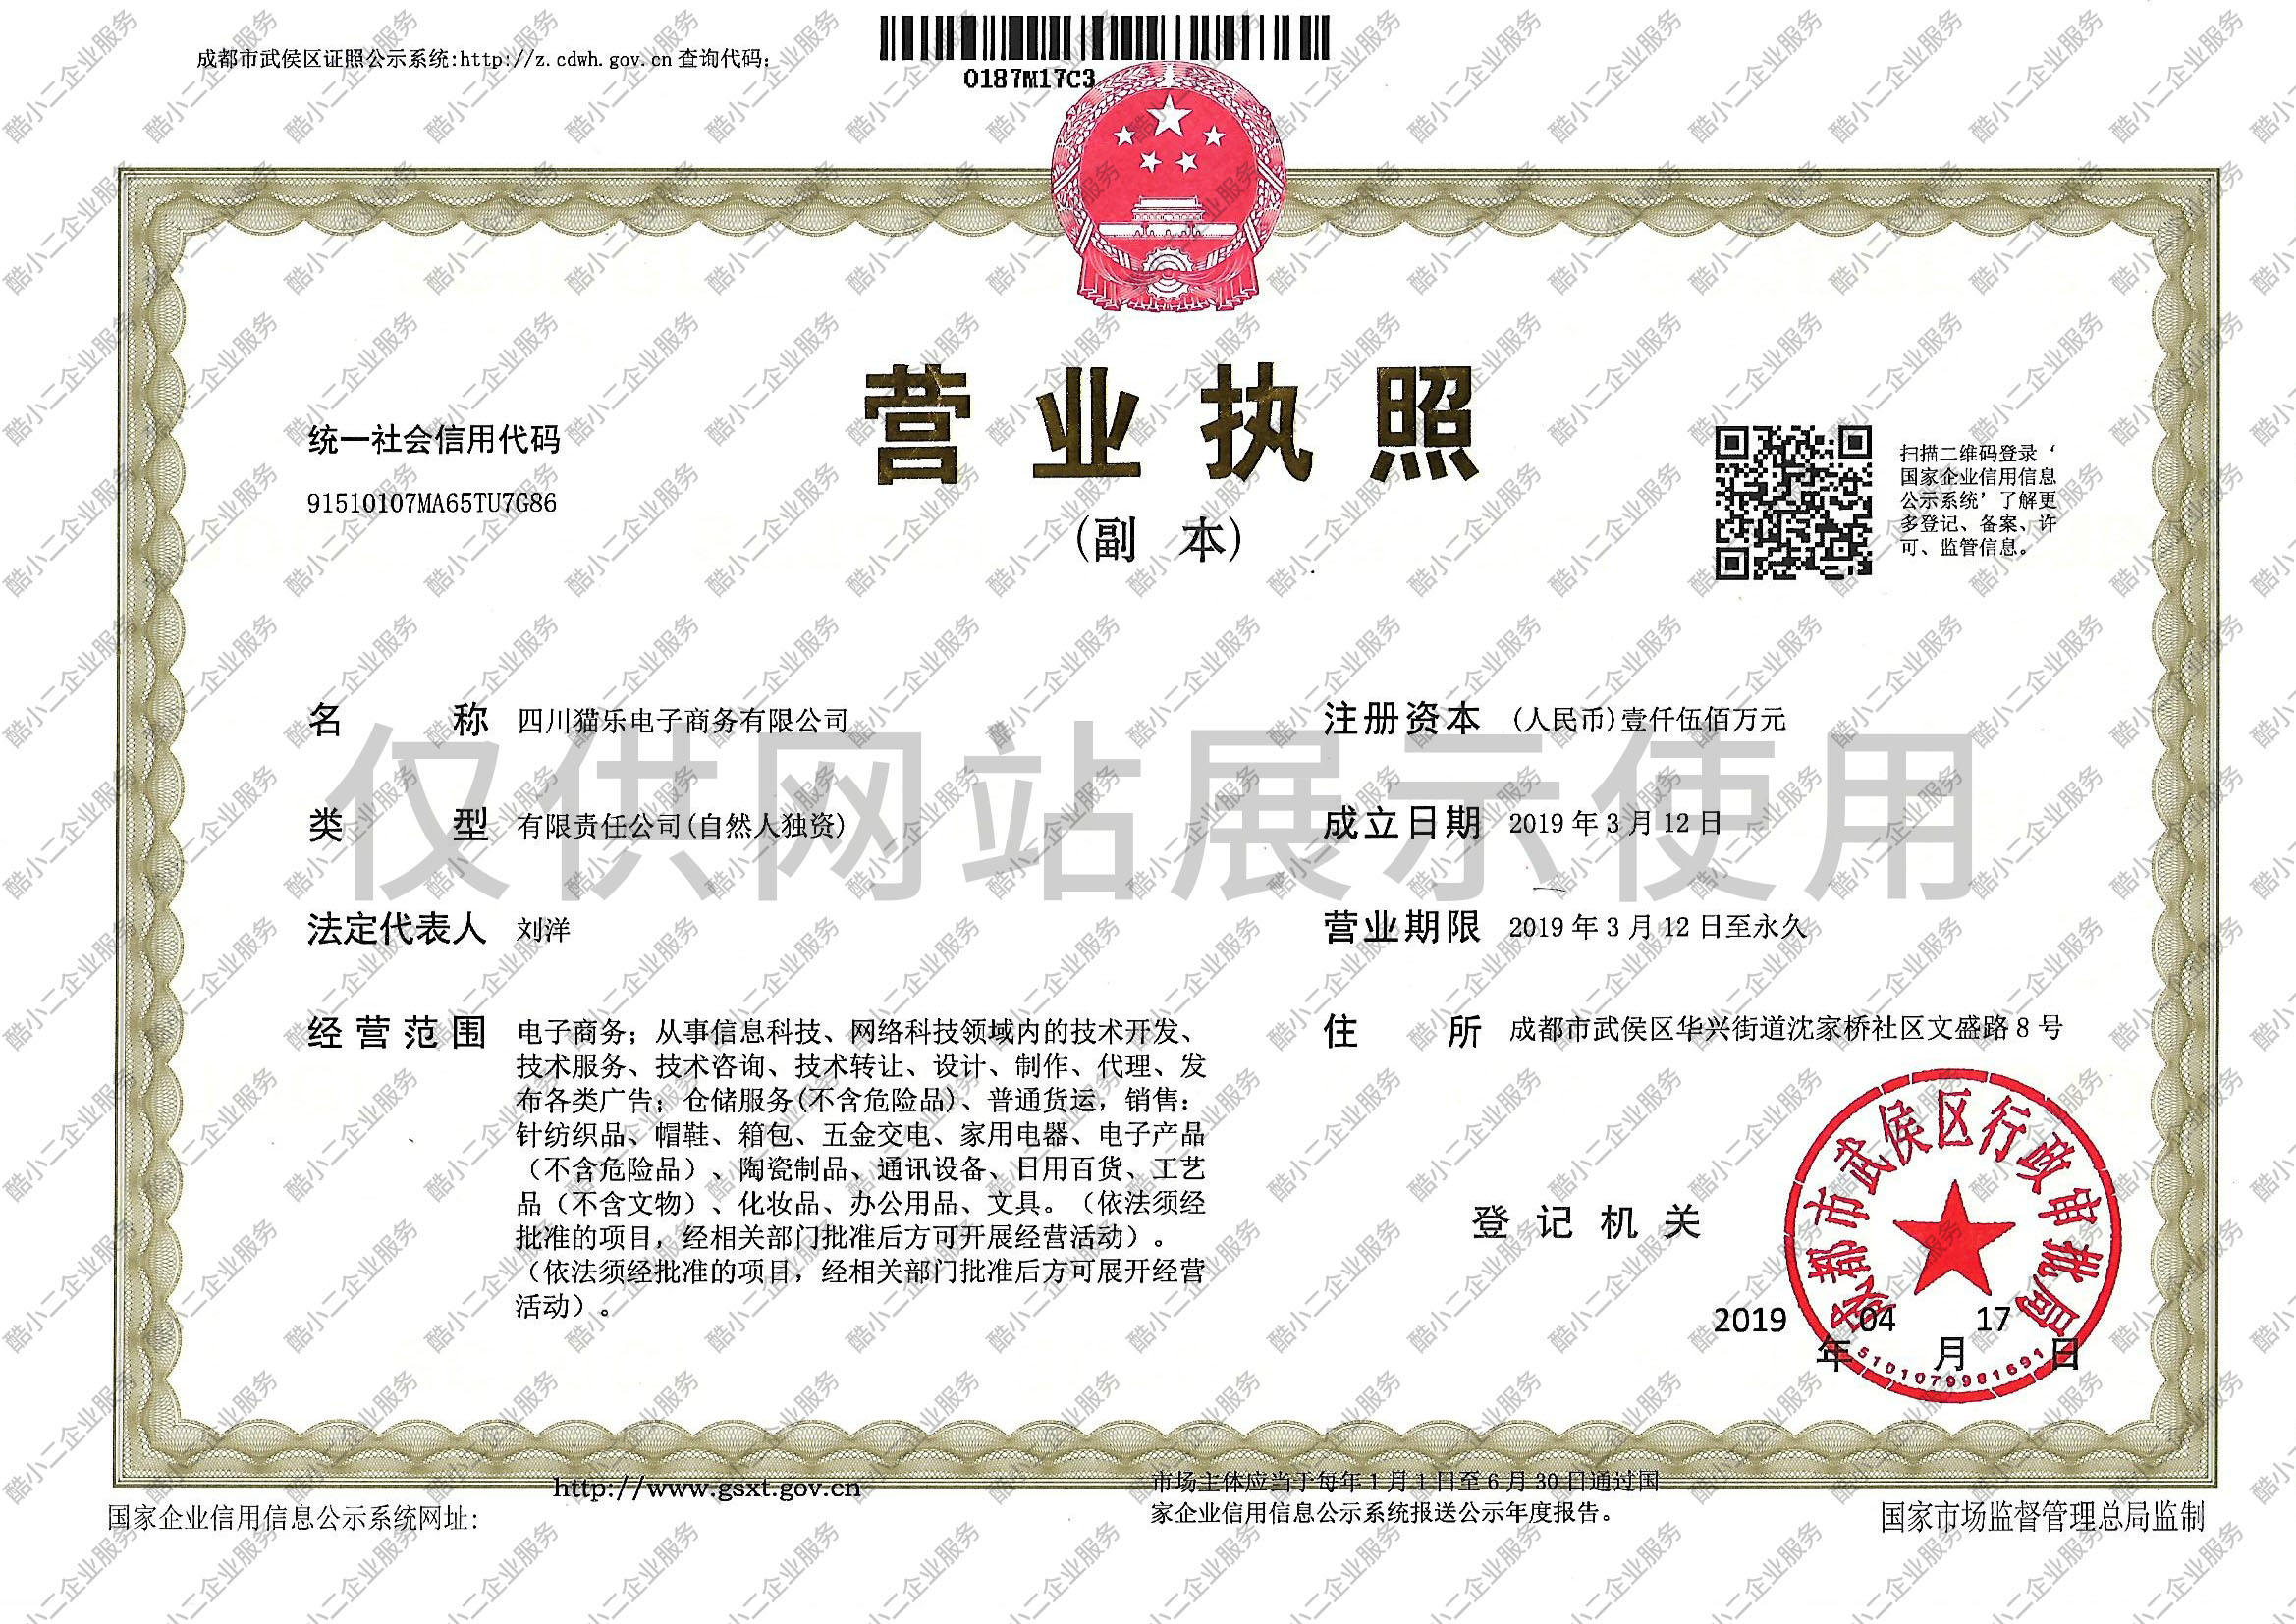 成都市武侯区证照公示系统:http://z.cdwh.gov.cn 查询代码:
0187M17C3
营业执照
(副 本)
统一社会信用代码
91510107MA65TU7G86
扫描二维码登录‘
国家企业信用信息
公示系统’了解更
多登记、备案、许
可、监管信息。
名 称 四川猫乐电子商务有限公司
类 型 有限责任公司(自然人独资)
法定代表人 刘洋
经营范围 电子商务；从事信息科技、网络科技领域内的技术开发、
技术服务、技术咨询、技术转让、设计、制作、代理、发
布各类广告；仓储服务(不含危险品)、普通货运，销售：
针纺织品、帽鞋、箱包、五金交电、家用电器、电子产品
（不含危险品）、陶瓷制品、通讯设备、日用百货、工艺
品（不含文物）、化妆品、办公用品、文具。（依法须经
批准的项目，经相关部门批准后方可开展经营活动）。
（依法须经批准的项目，经相关部门批准后方可展开经营
活动）。
注册资本 (人民币)壹仟伍佰万元
成立日期 2019年3月12日
营业期限 2019年3月12日至永久
住 所 成都市武侯区华兴街道沈家桥社区文盛路8号
仅供网站展示使用
登记机关
成都市武侯区行政审批局
2019 年 04 月 17 日
5101079981691
http://www.gsxt.gov.cn
国家企业信用信息公示系统网址:
市场主体应当于每年1月1日至6月30日通过国
家企业信用信息公示系统报送公示年度报告。
国家市场监督管理总局监制
酷小二企业服务